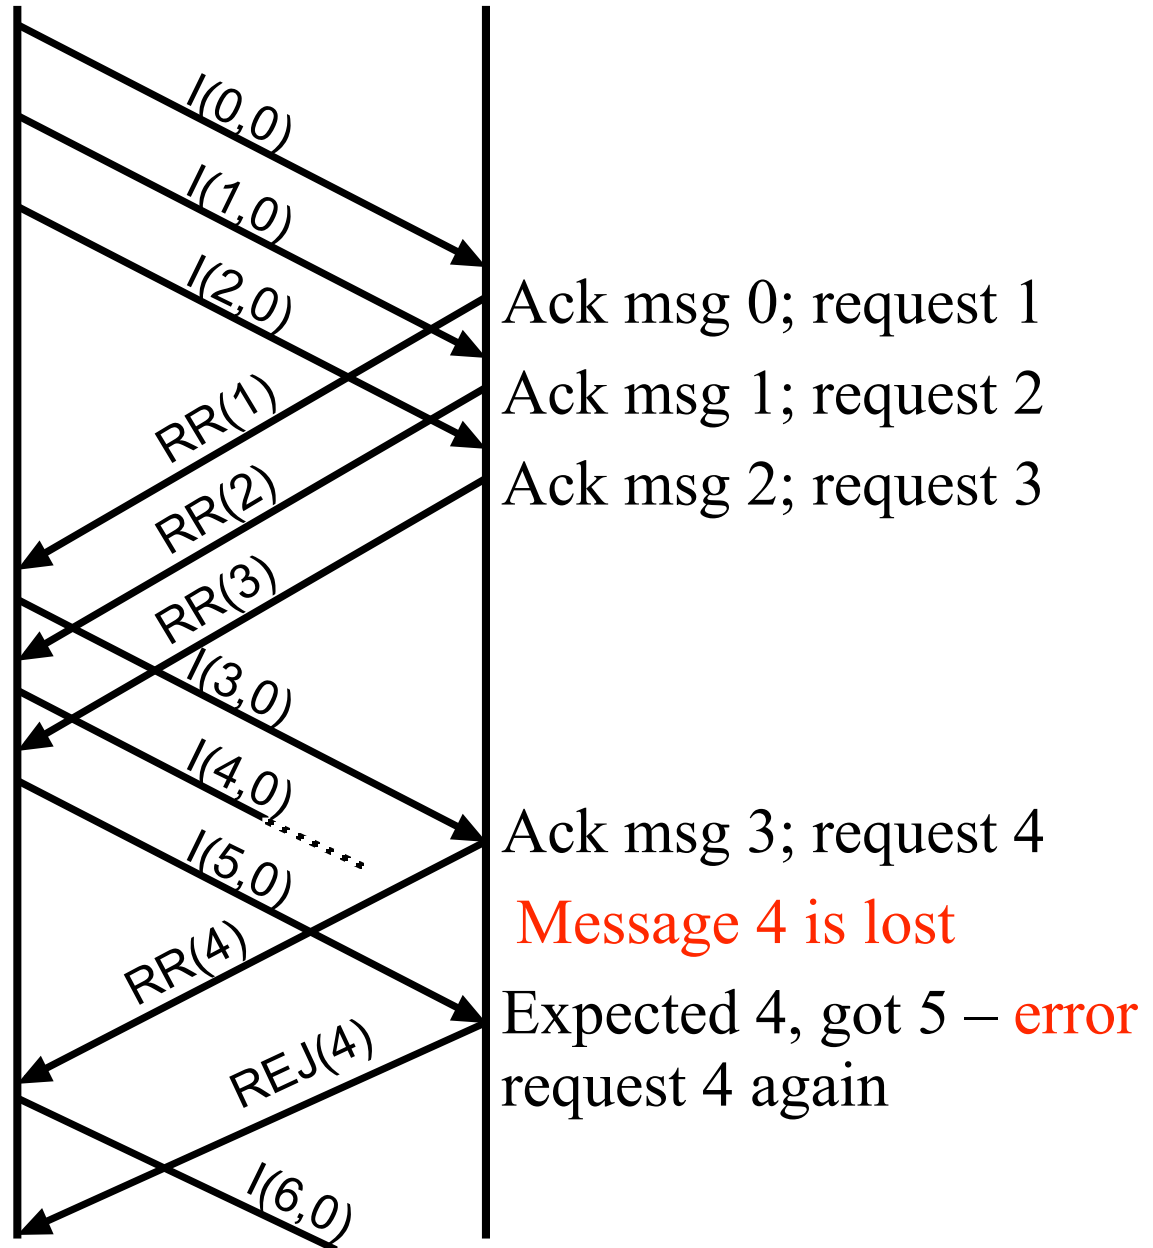 I(0,0)
I(1,0)
I(2,0)
Ack msg 0; request 1
Ack msg 1; request 2
RR(1)
Ack msg 2; request 3
RR(2)
RR(3)
I(3,0)
I(4,0)
Ack msg 3; request 4
I(5,0)
Message 4 is lost
RR(4)
Expected 4, got 5 – error
request 4 again
REJ(4)
I(6,0)